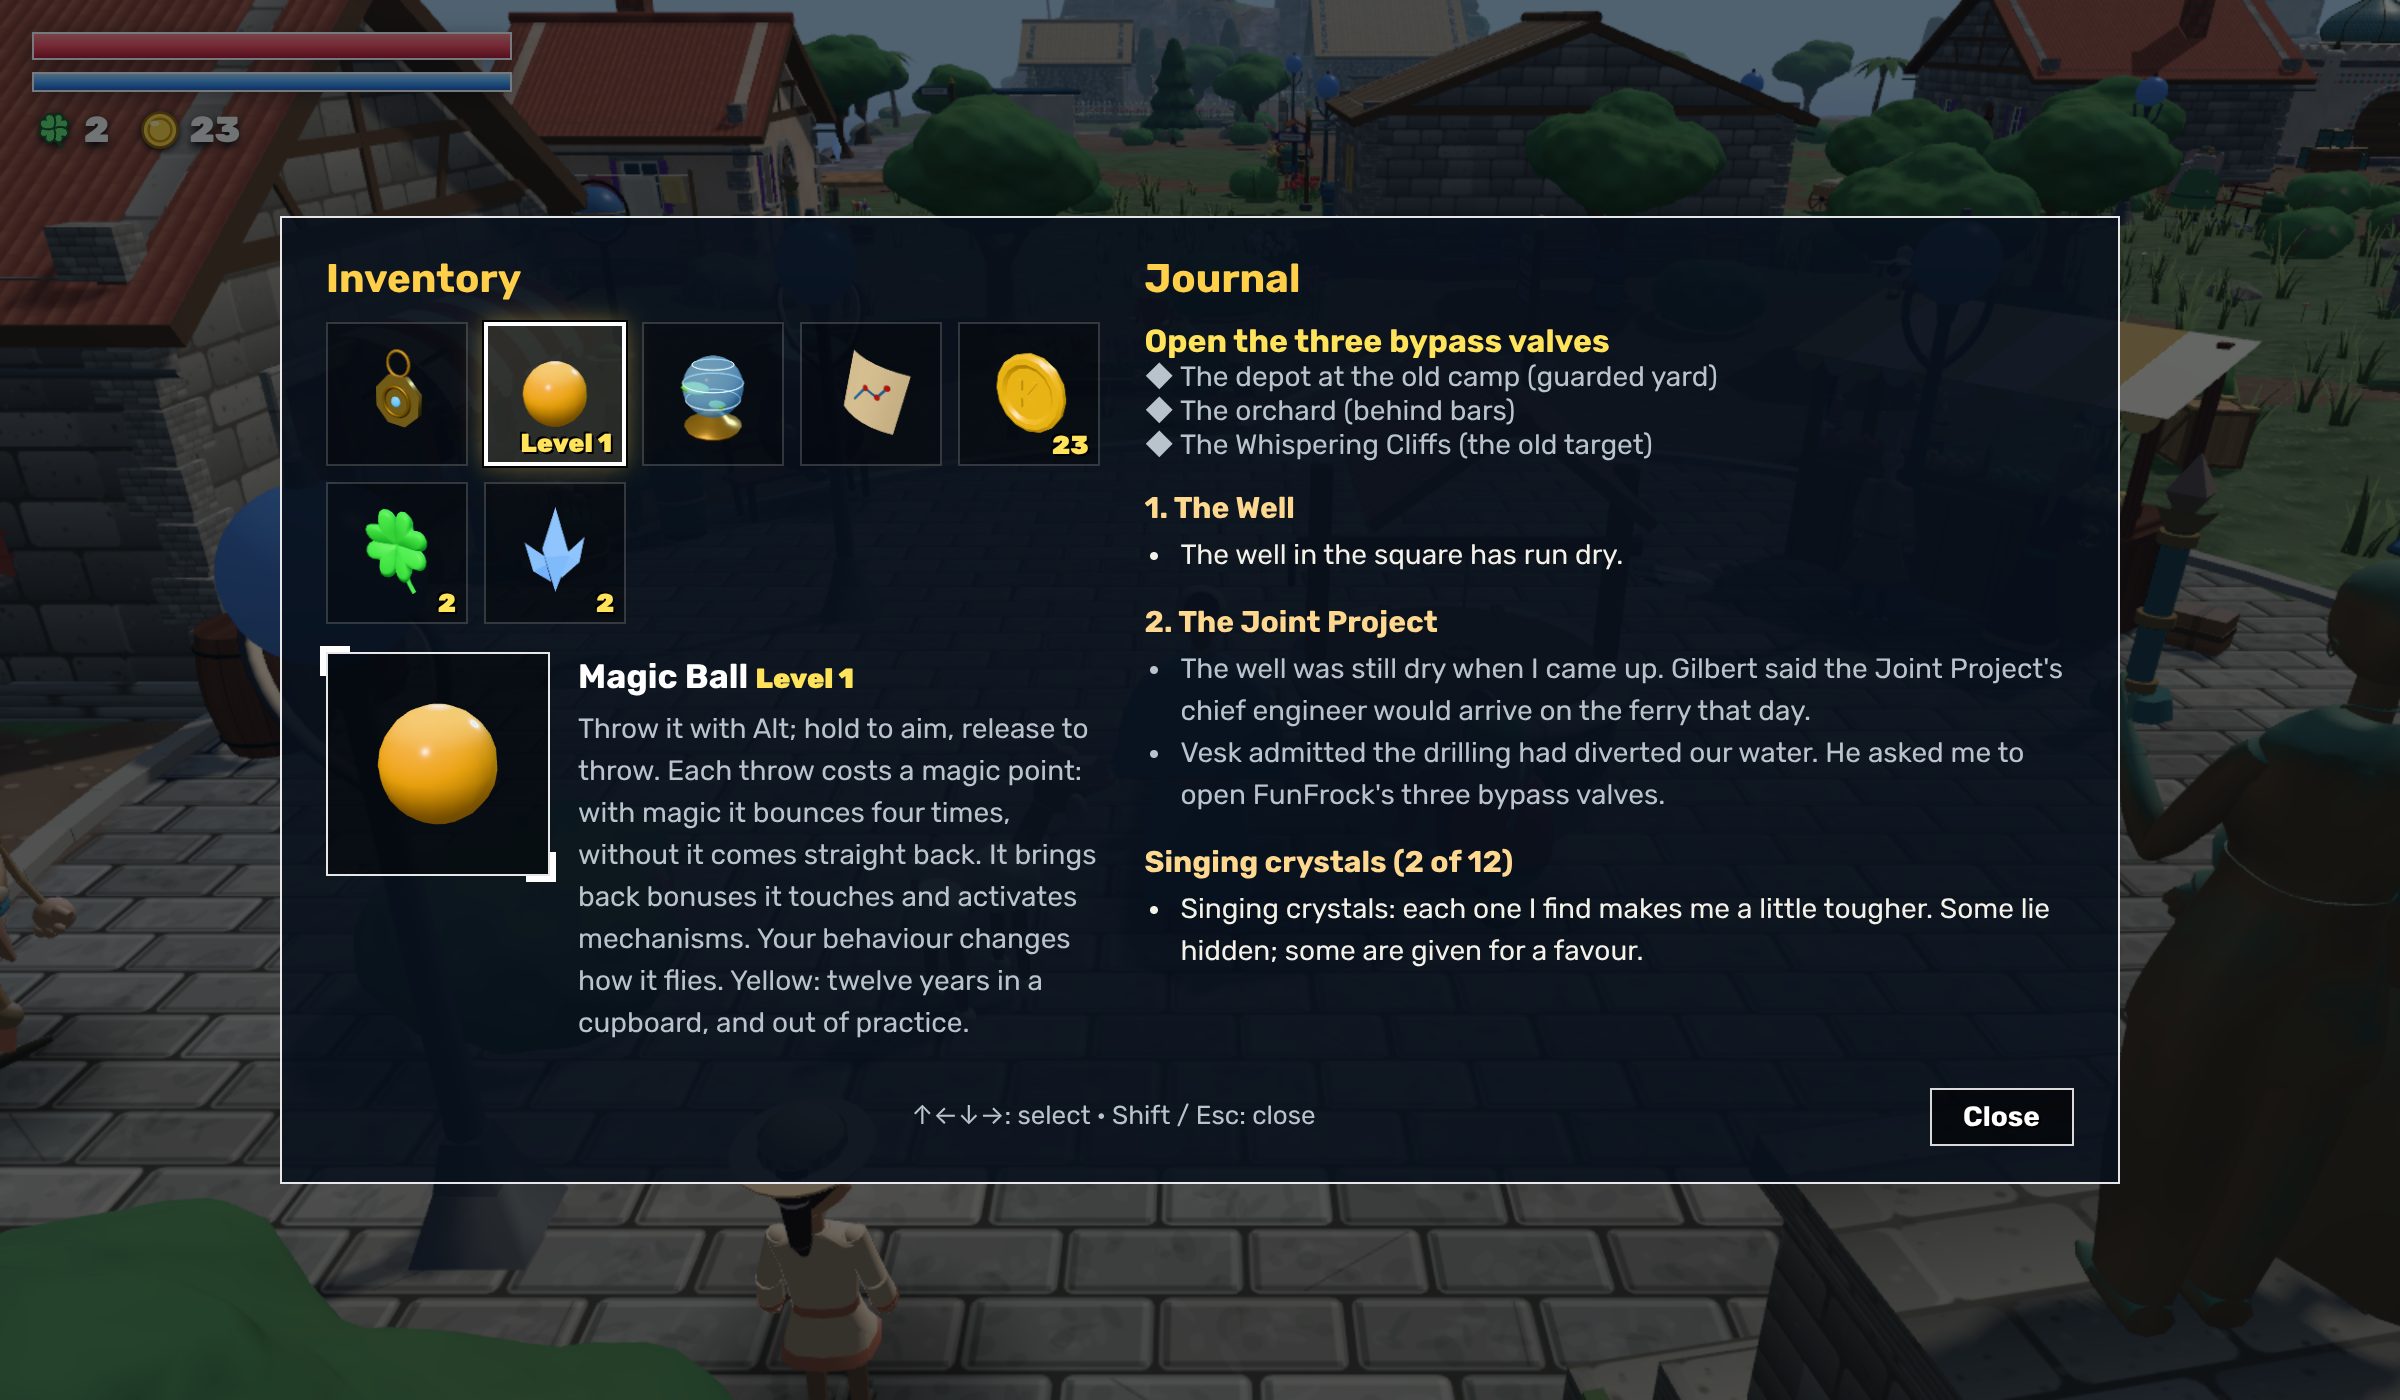 2 23
Inventory
Level 1
23
2
2
Magic Ball Level 1
Throw it with Alt; hold to aim, release to
throw. Each throw costs a magic point:
with magic it bounces four times,
without it comes straight back. It brings
back bonuses it touches and activates
mechanisms. Your behaviour changes
how it flies. Yellow: twelve years in a
cupboard, and out of practice.
Journal
Open the three bypass valves
◆ The depot at the old camp (guarded yard)
◆ The orchard (behind bars)
◆ The Whispering Cliffs (the old target)
1. The Well
• The well in the square has run dry.
2. The Joint Project
• The well was still dry when I came up. Gilbert said the Joint Project's
chief engineer would arrive on the ferry that day.
• Vesk admitted the drilling had diverted our water. He asked me to
open FunFrock's three bypass valves.
Singing crystals (2 of 12)
• Singing crystals: each one I find makes me a little tougher. Some lie
hidden; some are given for a favour.
↑←↓→: select • Shift / Esc: close
Close